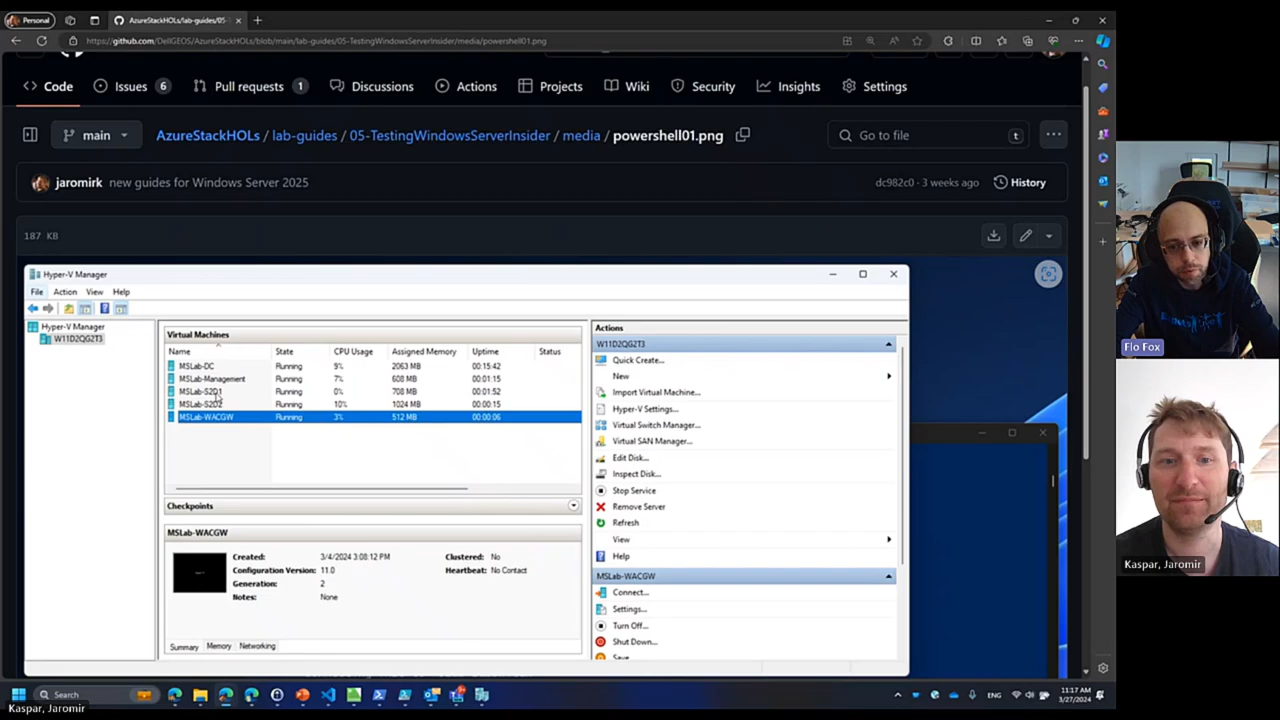 Personal
AzureStackHOLs/lab-guides/05-
https://github.com/DellGEOS/AzureStackHOLs/blob/main/lab-guides/05-TestingWindowsServerInsider/media/powershell01.png
Code
Issues 6
Pull requests 1
Discussions
Actions
Projects
Wiki
Security
Insights
Settings
main
AzureStackHOLs / lab-guides / 05-TestingWindowsServerInsider / media / powershell01.png
Go to file
t
jaromirk new guides for Windows Server 2025
dc982c0 · 3 weeks ago
History
187 KB
Hyper-V Manager
File Action View Help
Hyper-V Manager
W11D2QG2T3
Virtual Machines
Name State CPU Usage Assigned Memory Uptime Status
MSLab-DC Running 9% 2063 MB 00:15:42
MSLab-Management Running 7% 608 MB 00:01:15
MSLab-S2D1 Running 0% 708 MB 00:01:52
MSLab-S2D2 Running 10% 1024 MB 00:00:15
MSLab-WACGW Running 3% 512 MB 00:00:06
Checkpoints
MSLab-WACGW
Created: 3/4/2024 3:08:12 PM Clustered: No
Configuration Version: 11.0 Heartbeat: No Contact
Generation: 2
Notes: None
Summary Memory Networking
Actions
W11D2QG2T3
Quick Create...
New
Import Virtual Machine...
Hyper-V Settings...
Virtual Switch Manager...
Virtual SAN Manager...
Edit Disk...
Inspect Disk...
Stop Service
Remove Server
Refresh
View
Help
MSLab-WACGW
Connect...
Settings...
Turn Off...
Shut Down...
Save
Flo Fox
Kaspar, Jaromir
Search
ENG
11:17 AM
3/27/2024
Kaspar, Jaromir